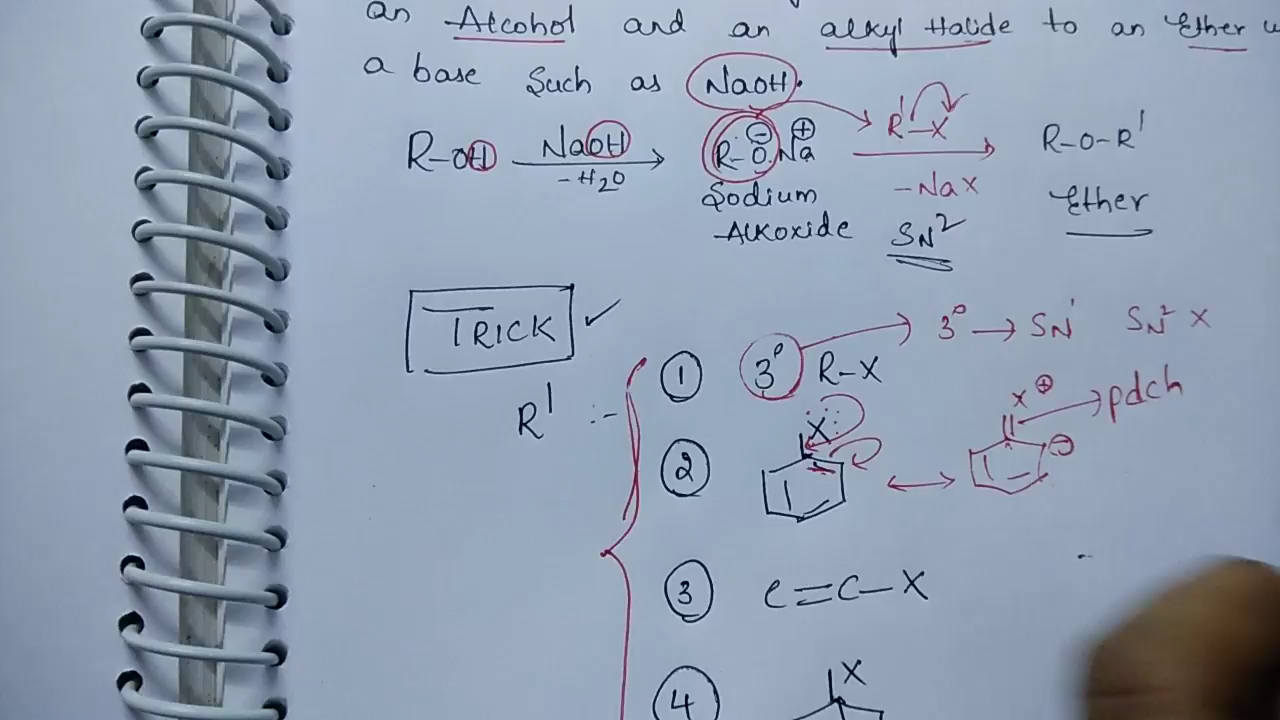 an Alcohol and an alkyl Halide to an Ether
a base Such as NaOH.
R-OH NaOH -H2O R-O⊖ Na⊕ R'-X -NaX R-O-R'
Sodium Alkoxide SN2 Ether
TRICK ✓
R' :-
① 3° R-X 3° → SN' SN2 X
② X ↔ X⊕ ⊖ → pdch
③ C=C-X
④ X